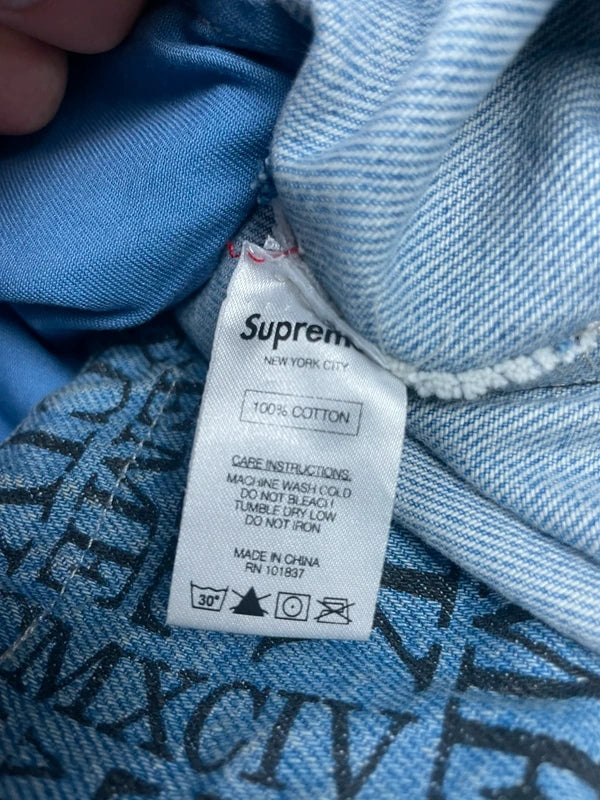 Suprem
NEW YORK CITY
100% COTTON
CARE INSTRUCTIONS:
MACHINE WASH COLD
DO NOT BLEACH
TUMBLE DRY LOW
DO NOT IRON
MADE IN CHINA
RN 101837
30°
MXCIV